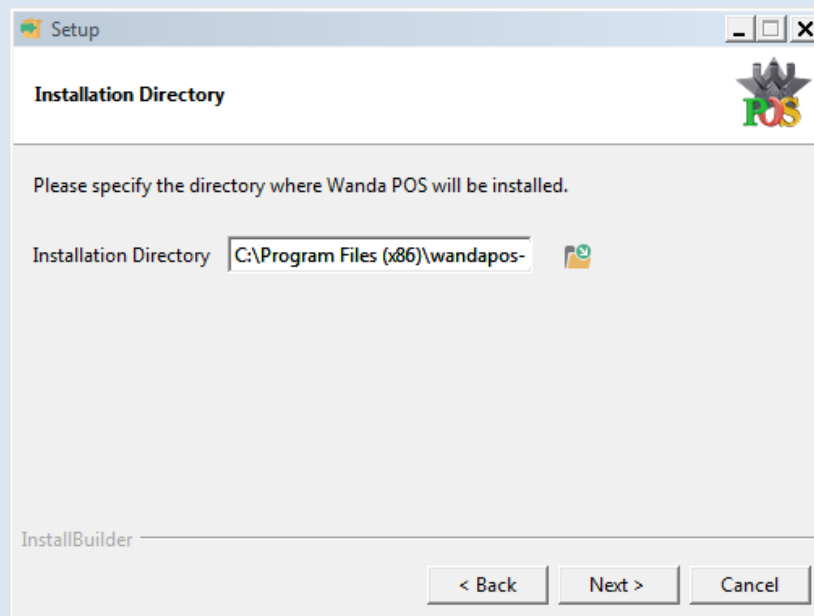 Setup
Installation Directory
W
POS
Please specify the directory where Wanda POS will be installed.
Installation Directory C:\Program Files (x86)\wandapos-
InstallBuilder
< Back Next > Cancel